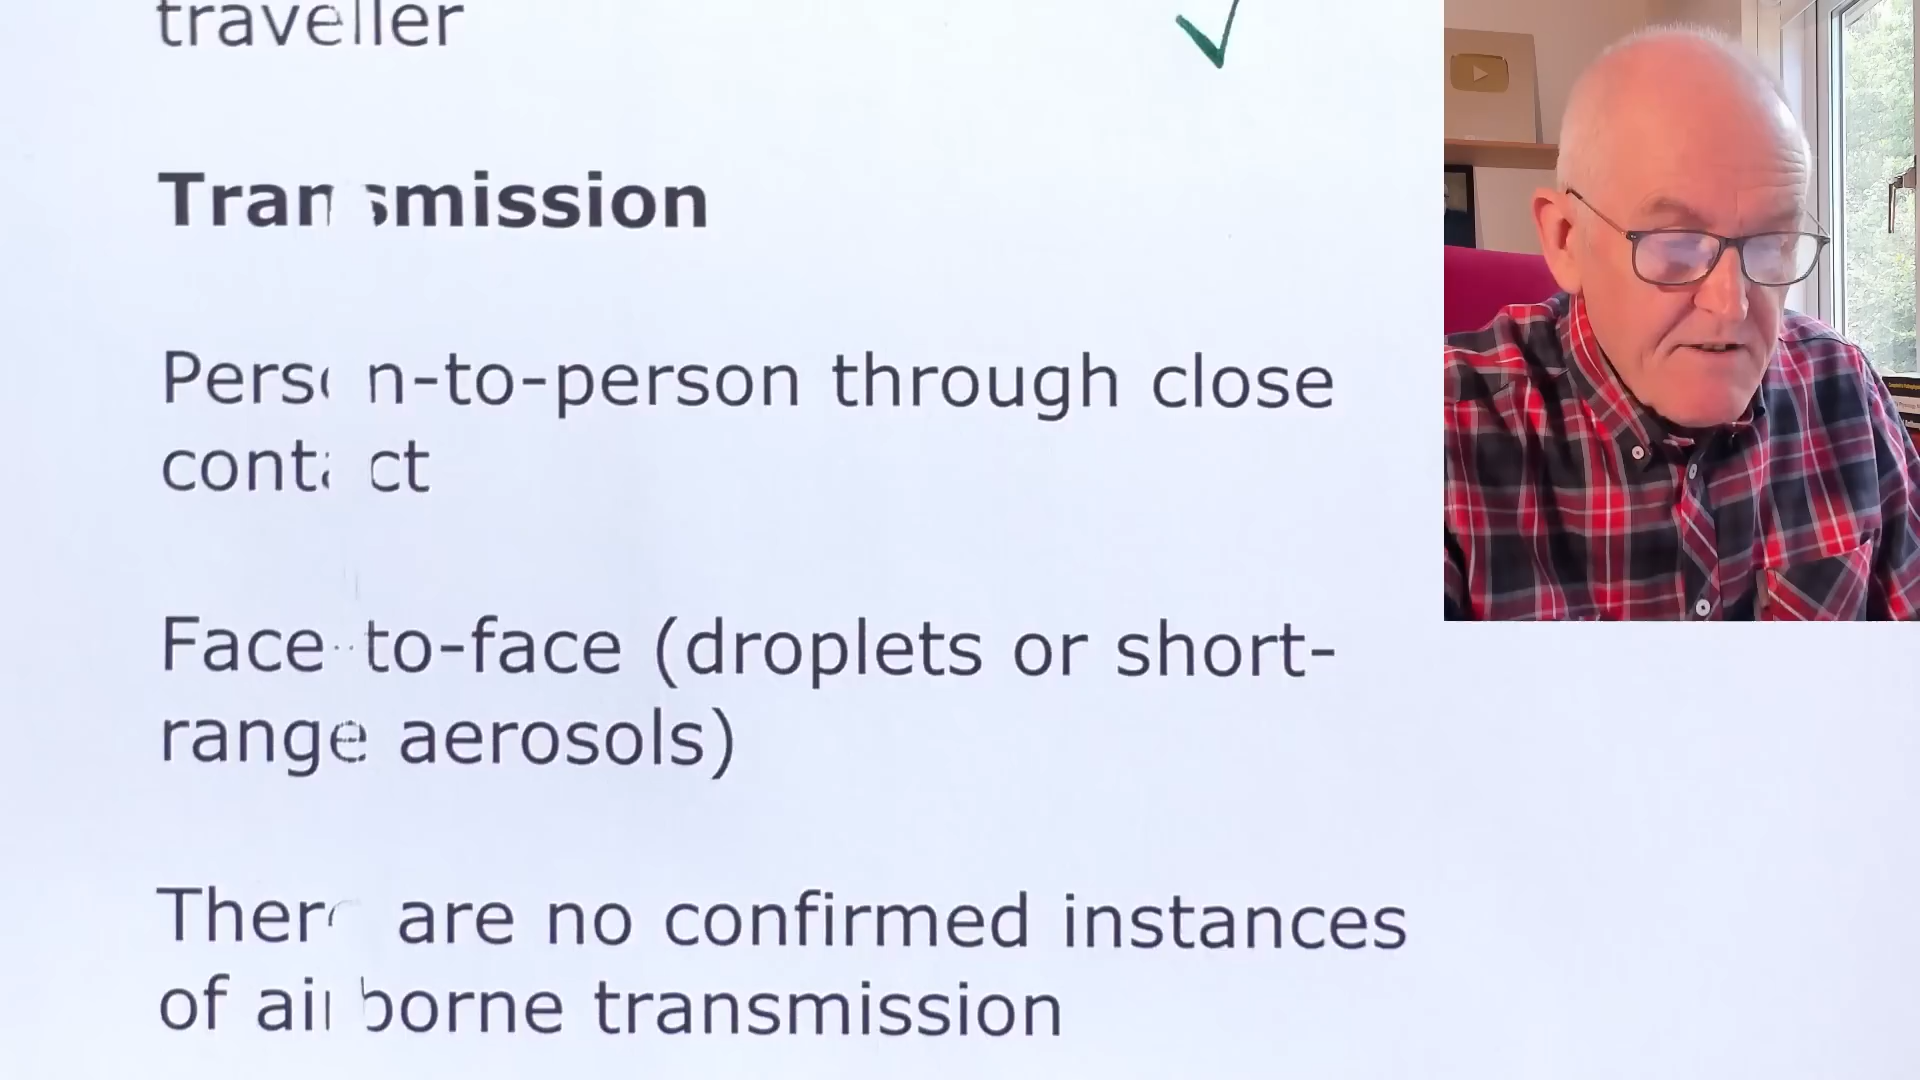 traveller
Transmission
Person-to-person through close
contact
Face-to-face (droplets or short-
range aerosols)
There are no confirmed instances
of airborne transmission